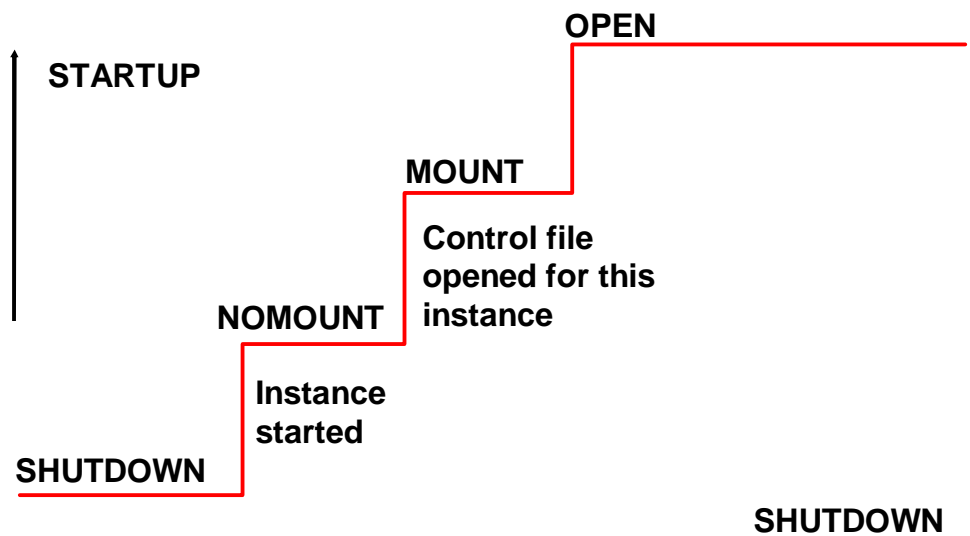 OPEN
STARTUP
MOUNT
Control file
opened for this
instance
NOMOUNT
Instance
started
SHUTDOWN
SHUTDOWN